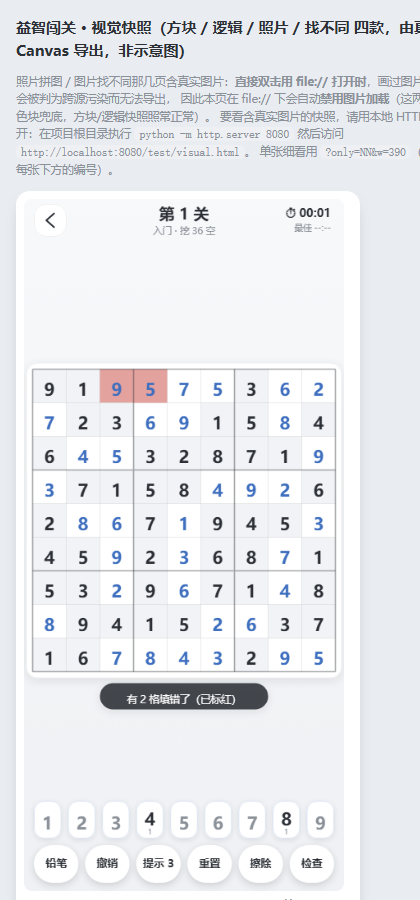 益智闯关 · 视觉快照（方块 / 逻辑 / 照片 / 找不同 四款，由真
Canvas 导出，非示意图)
照片拼图 / 图片找不同那几页含真实图片：直接双击用 file:// 打开时，画过图片
会被判为跨源污染而无法导出， 因此本页在 file:// 下会自动禁用图片加载（这两
色块兜底，方块/逻辑快照照常正常）。 要看含真实图片的快照，请用本地 HTT
开：在项目根目录执行 python -m http.server 8080 然后访问
http://localhost:8080/test/visual.html 。 单张细看用 ?only=NN&w=390 （
每张下方的编号）。
第 1 关
00:01
入门 · 挖 36 空
最佳 --:--
9 1 9 5 7 5 3 6 2
7 2 3 6 9 1 5 8 4
6 4 5 3 2 8 7 1 9
3 7 1 5 8 4 9 2 6
2 8 6 7 1 9 4 5 3
4 5 9 2 3 6 8 7 1
5 3 2 9 6 7 1 4 8
8 9 4 1 5 2 6 3 7
1 6 7 8 4 3 2 9 5
有 2 格填错了（已标红）
1 2 3 4 5 6 7 8 9
1 1
铅笔 撤销 提示 3 重置 擦除 检查